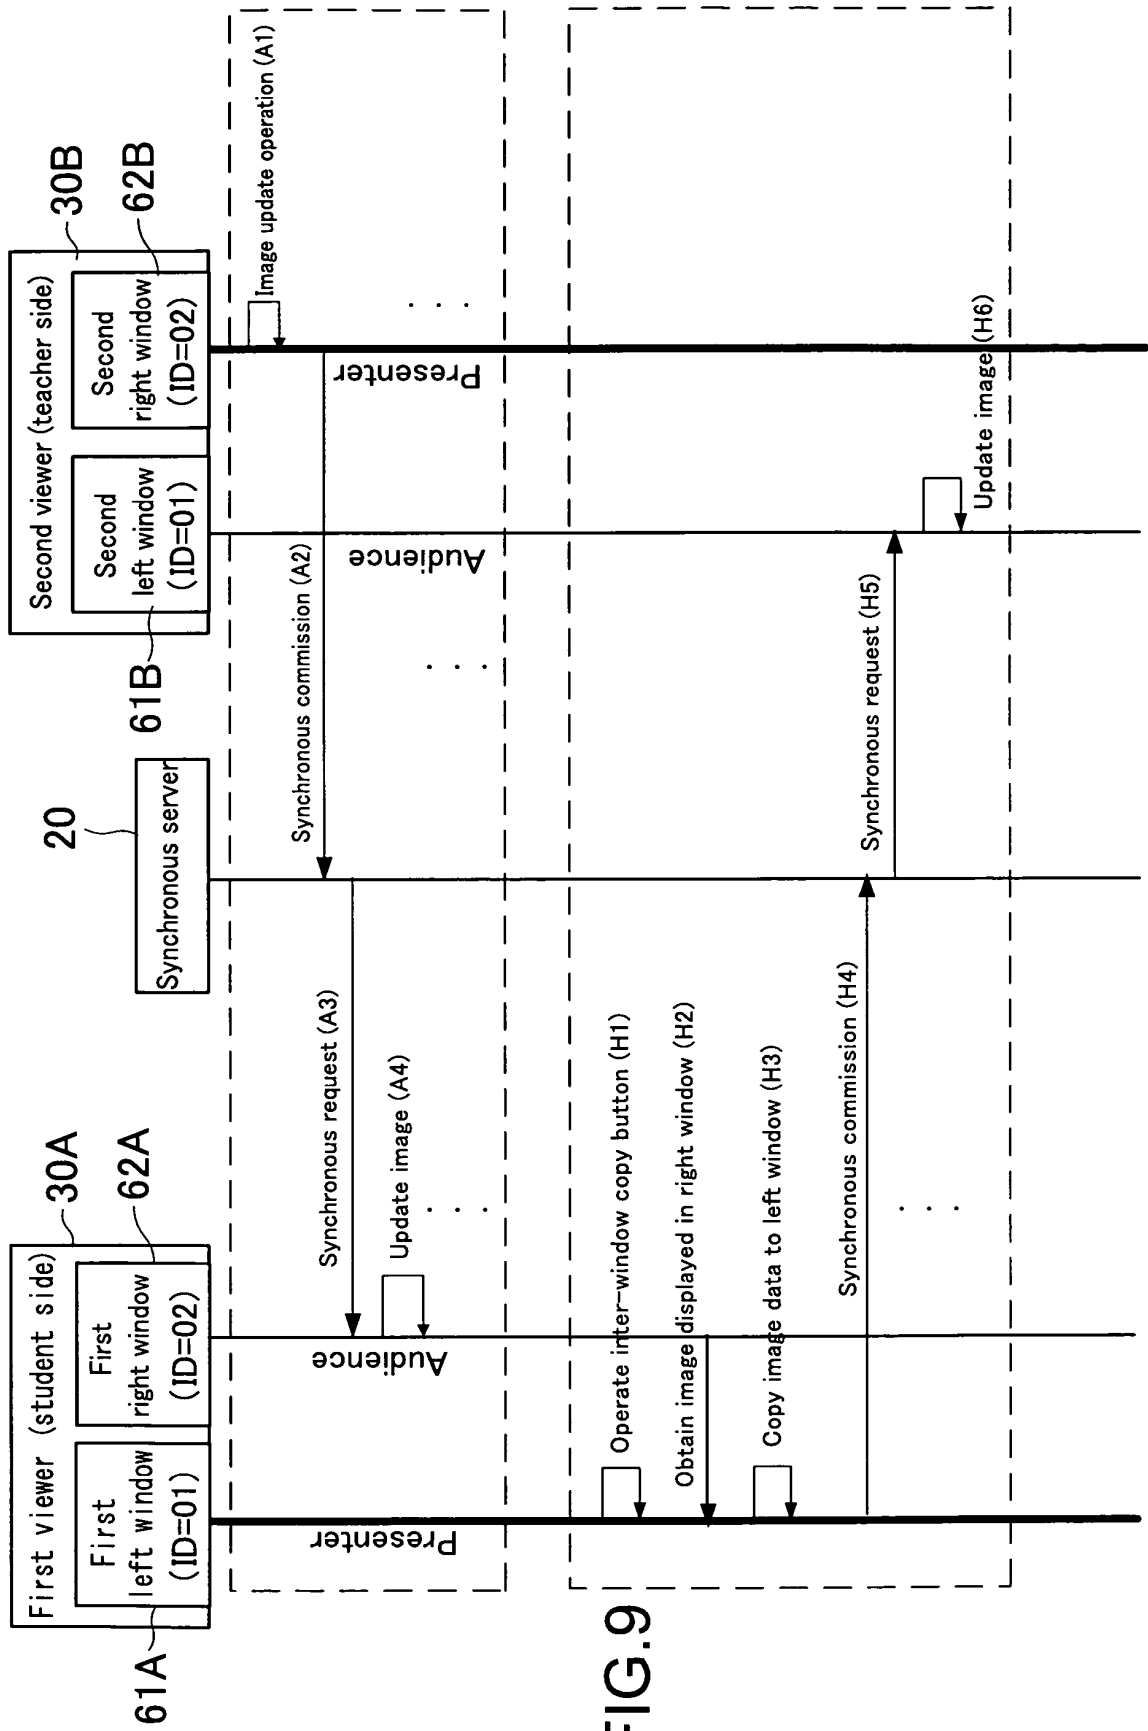 First viewer (student side)
30A
First
left window
(ID=01)
61A
First
right window
(ID=02)
62A
Synchronous server
20
Second viewer (teacher side)
30B
Second
left window
(ID=01)
61B
Second
right window
(ID=02)
62B
Presenter
Audience
Audience
Presenter
Image update operation (A1)
Synchronous commission (A2)
Synchronous request (A3)
Update image (A4)
. . .
. . .
. . .
Operate inter-window copy button (H1)
Obtain image displayed in right window (H2)
Copy image data to left window (H3)
Synchronous commission (H4)
Synchronous request (H5)
Update image (H6)
. . .
FIG.9